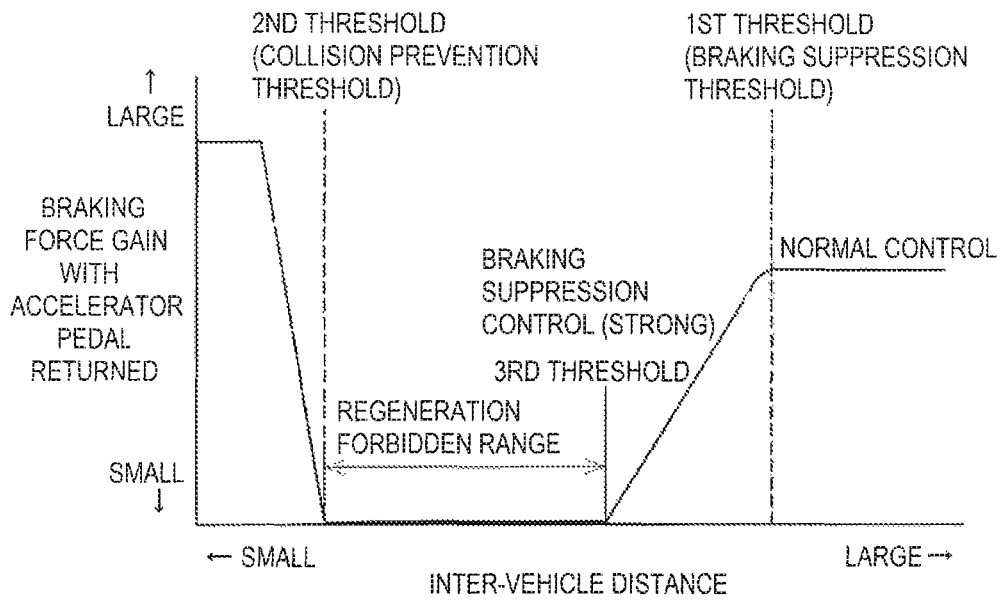 2ND THRESHOLD
(COLLISION PREVENTION
THRESHOLD)
1ST THRESHOLD
(BRAKING SUPPRESSION
THRESHOLD)
↑
LARGE
BRAKING
FORCE GAIN
WITH
ACCELERATOR
PEDAL
RETURNED
SMALL
↓
BRAKING
SUPPRESSION
CONTROL (STRONG)
3RD THRESHOLD
NORMAL CONTROL
REGENERATION
FORBIDDEN RANGE
← SMALL
LARGE →
INTER-VEHICLE DISTANCE